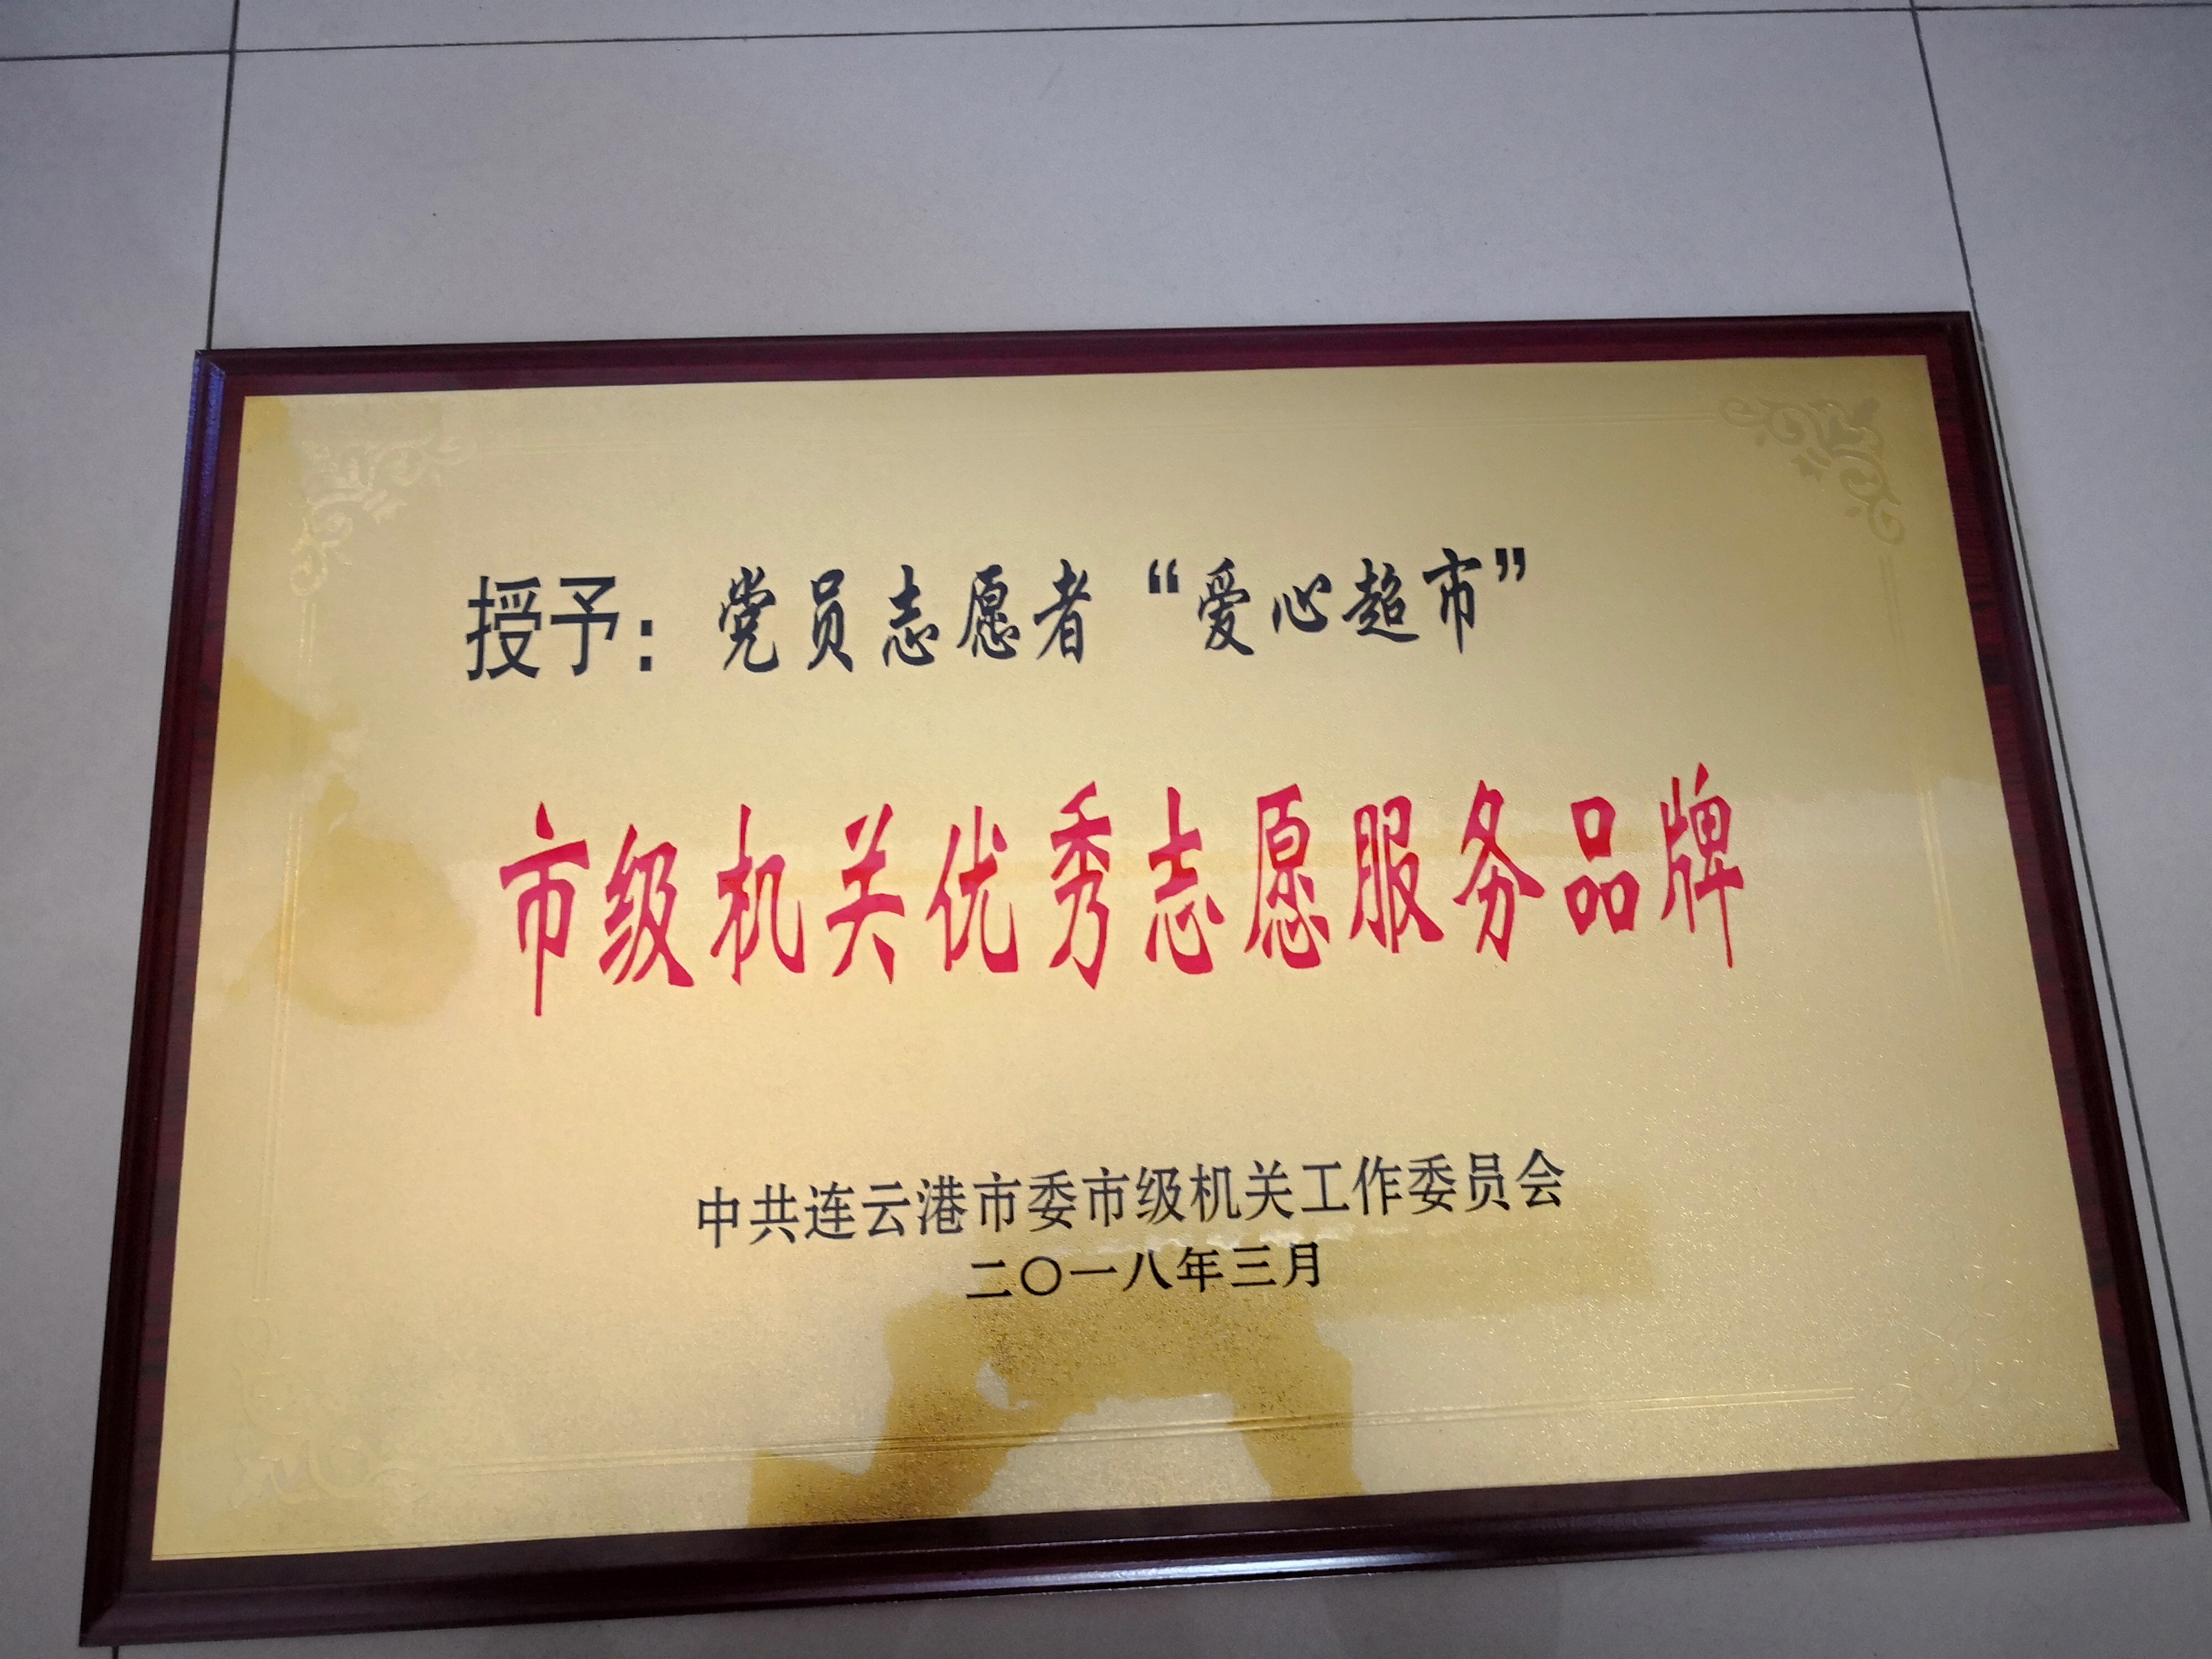 授予：党员志愿者“爱心超市”
市级机关优秀志愿服务品牌
中共连云港市委市级机关工作委员会
二〇一八年三月